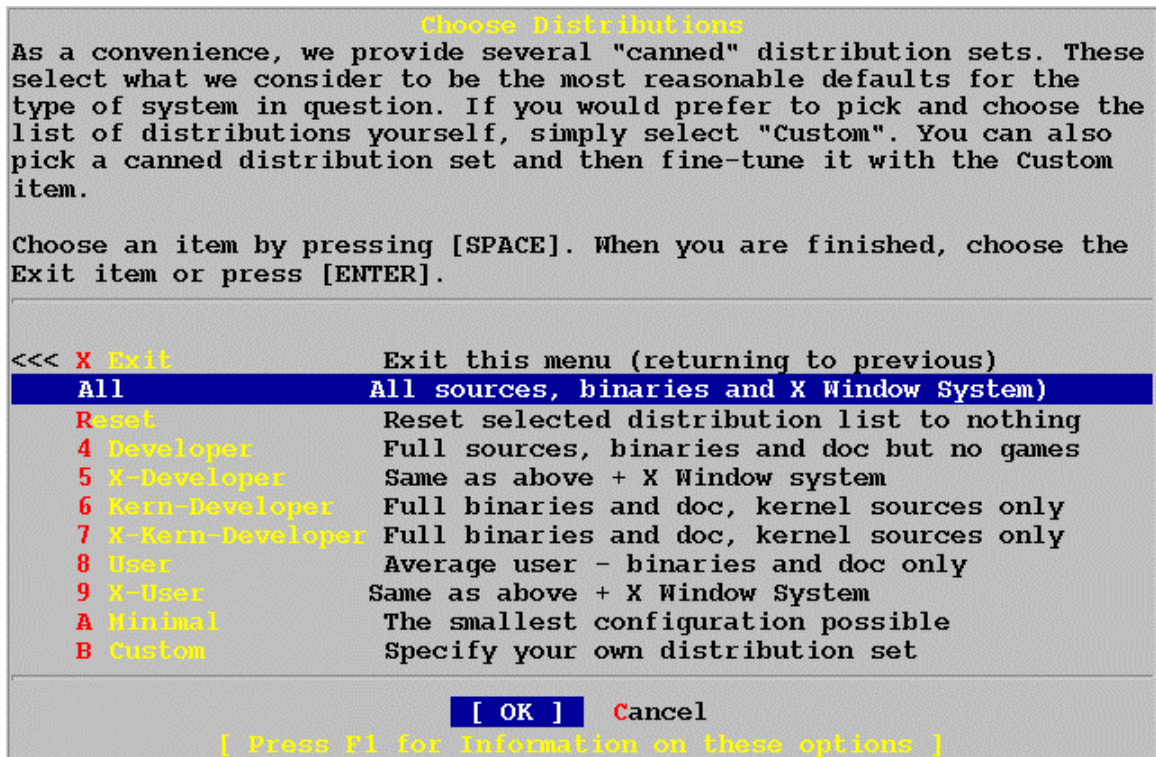 Choose Distributions
As a convenience, we provide several "canned" distribution sets. These
select what we consider to be the most reasonable defaults for the
type of system in question. If you would prefer to pick and choose the
list of distributions yourself, simply select "Custom". You can also
pick a canned distribution set and then fine-tune it with the Custom
item.
Choose an item by pressing [SPACE]. When you are finished, choose the
Exit item or press [ENTER].
<<< X Exit Exit this menu (returning to previous)
All All sources, binaries and X Window System)
Reset Reset selected distribution list to nothing
4 Developer Full sources, binaries and doc but no games
5 X-Developer Same as above + X Window system
6 Kern-Developer Full binaries and doc, kernel sources only
7 X-Kern-Developer Full binaries and doc, kernel sources only
8 User Average user - binaries and doc only
9 X-User Same as above + X Window System
A Minimal The smallest configuration possible
B Custom Specify your own distribution set
[ OK ] Cancel
[ Press F1 for Information on these options ]